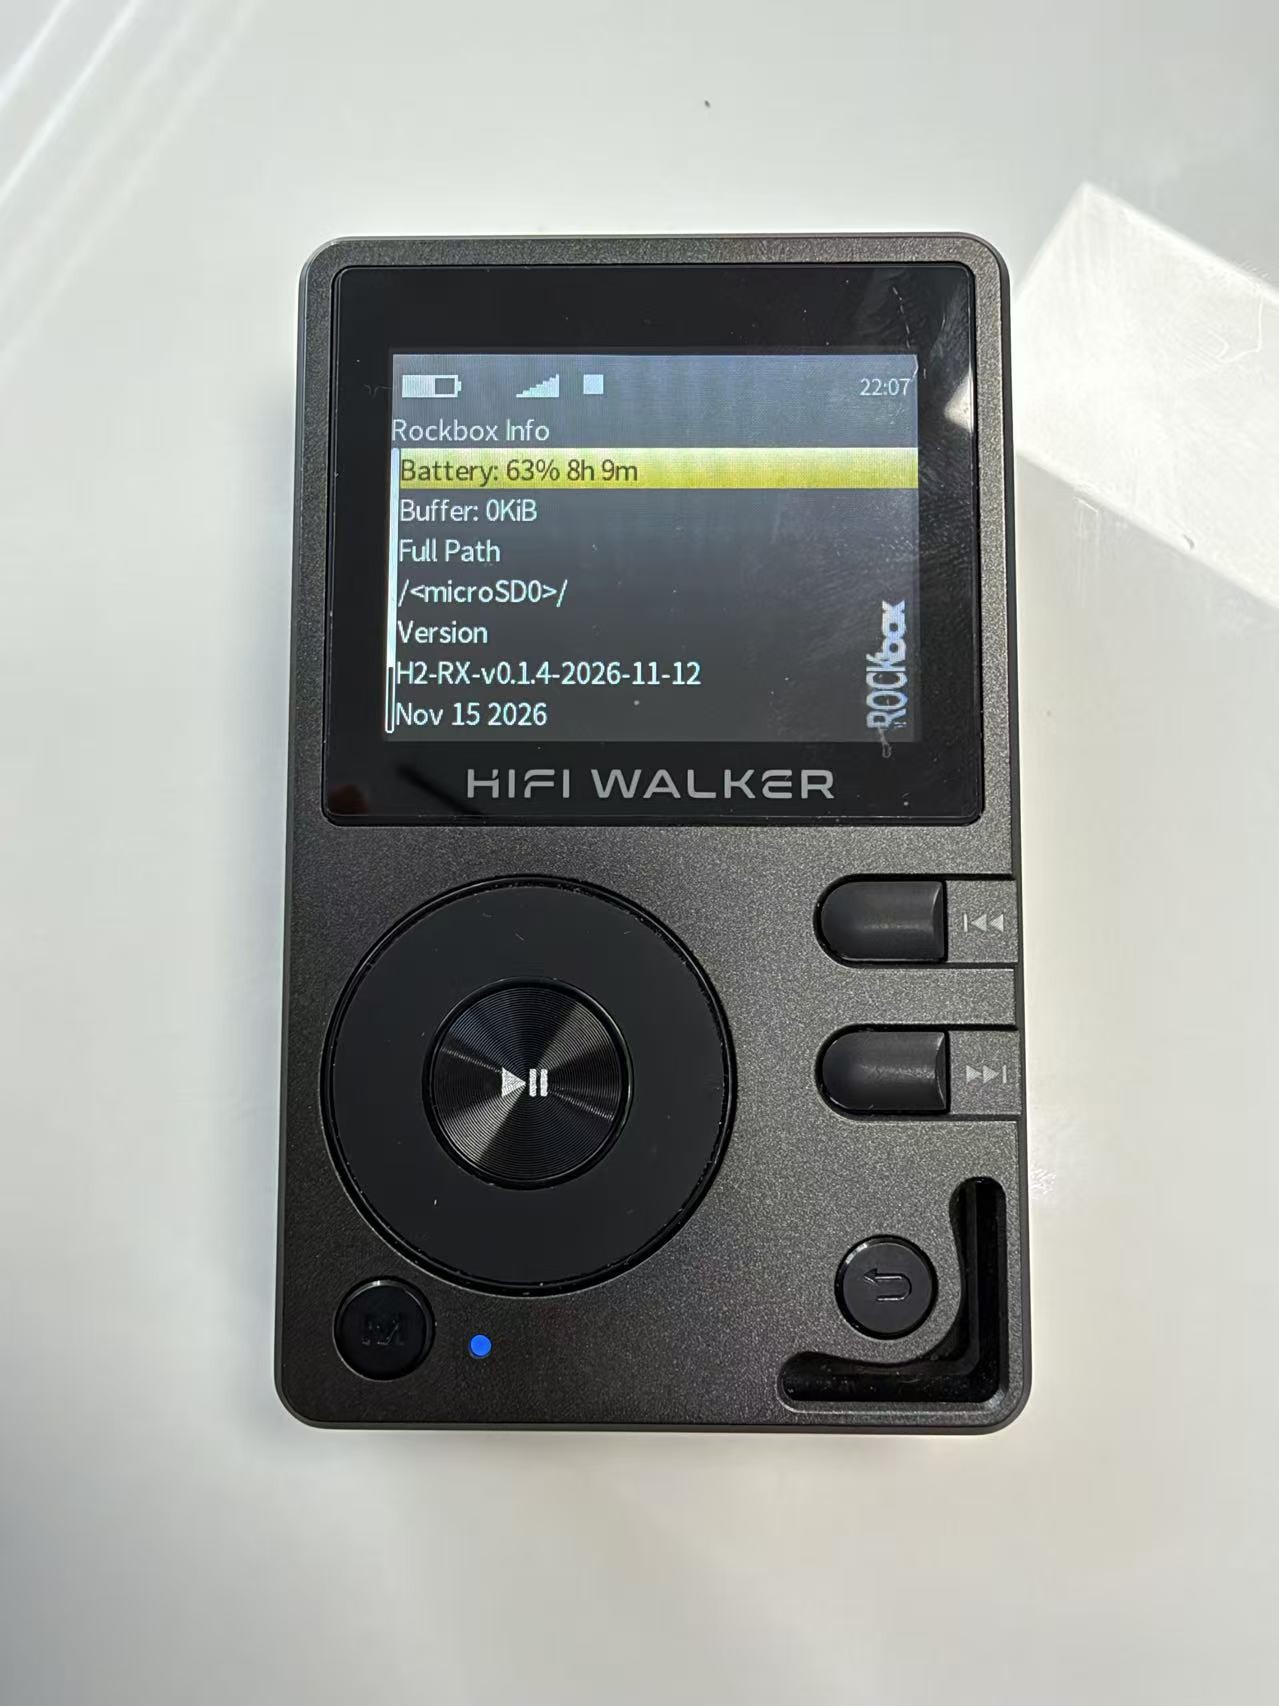 22:07
Rockbox Info
Battery: 63% 8h 9m
Buffer: 0KiB
Full Path
/<microSD0>/
Version
H2-RX-v0.1.4-2026-11-12
Nov 15 2026
ROCKbox
HIFI WALKER
M